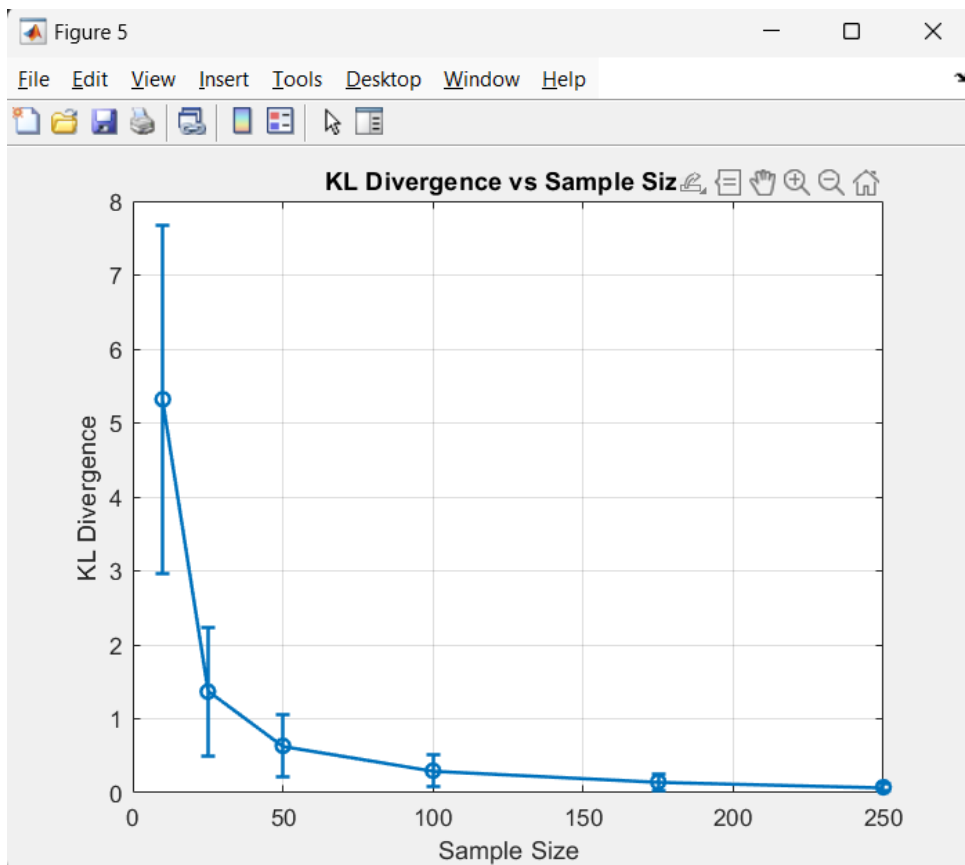 Figure 5
File Edit View Insert Tools Desktop Window Help
KL Divergence vs Sample Siz
8
7
6
5
4
3
2
1
0
KL Divergence
0 50 100 150 200 250
Sample Size